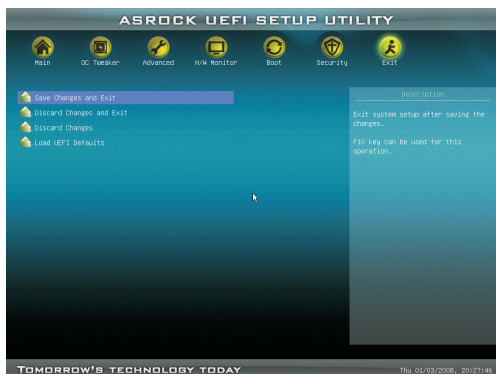 ASROCK UEFI SETUP UTILITY
Main OC Tweaker Advanced H/W Monitor Boot Security Exit
Save Changes and Exit
Discard Changes and Exit
Discard Changes
Load UEFI Defaults
Description
Exit system setup after saving the
changes.
F10 key can be used for this
operation.
TOMORROW'S TECHNOLOGY TODAY
Thu 01/03/2008, 20:27:46